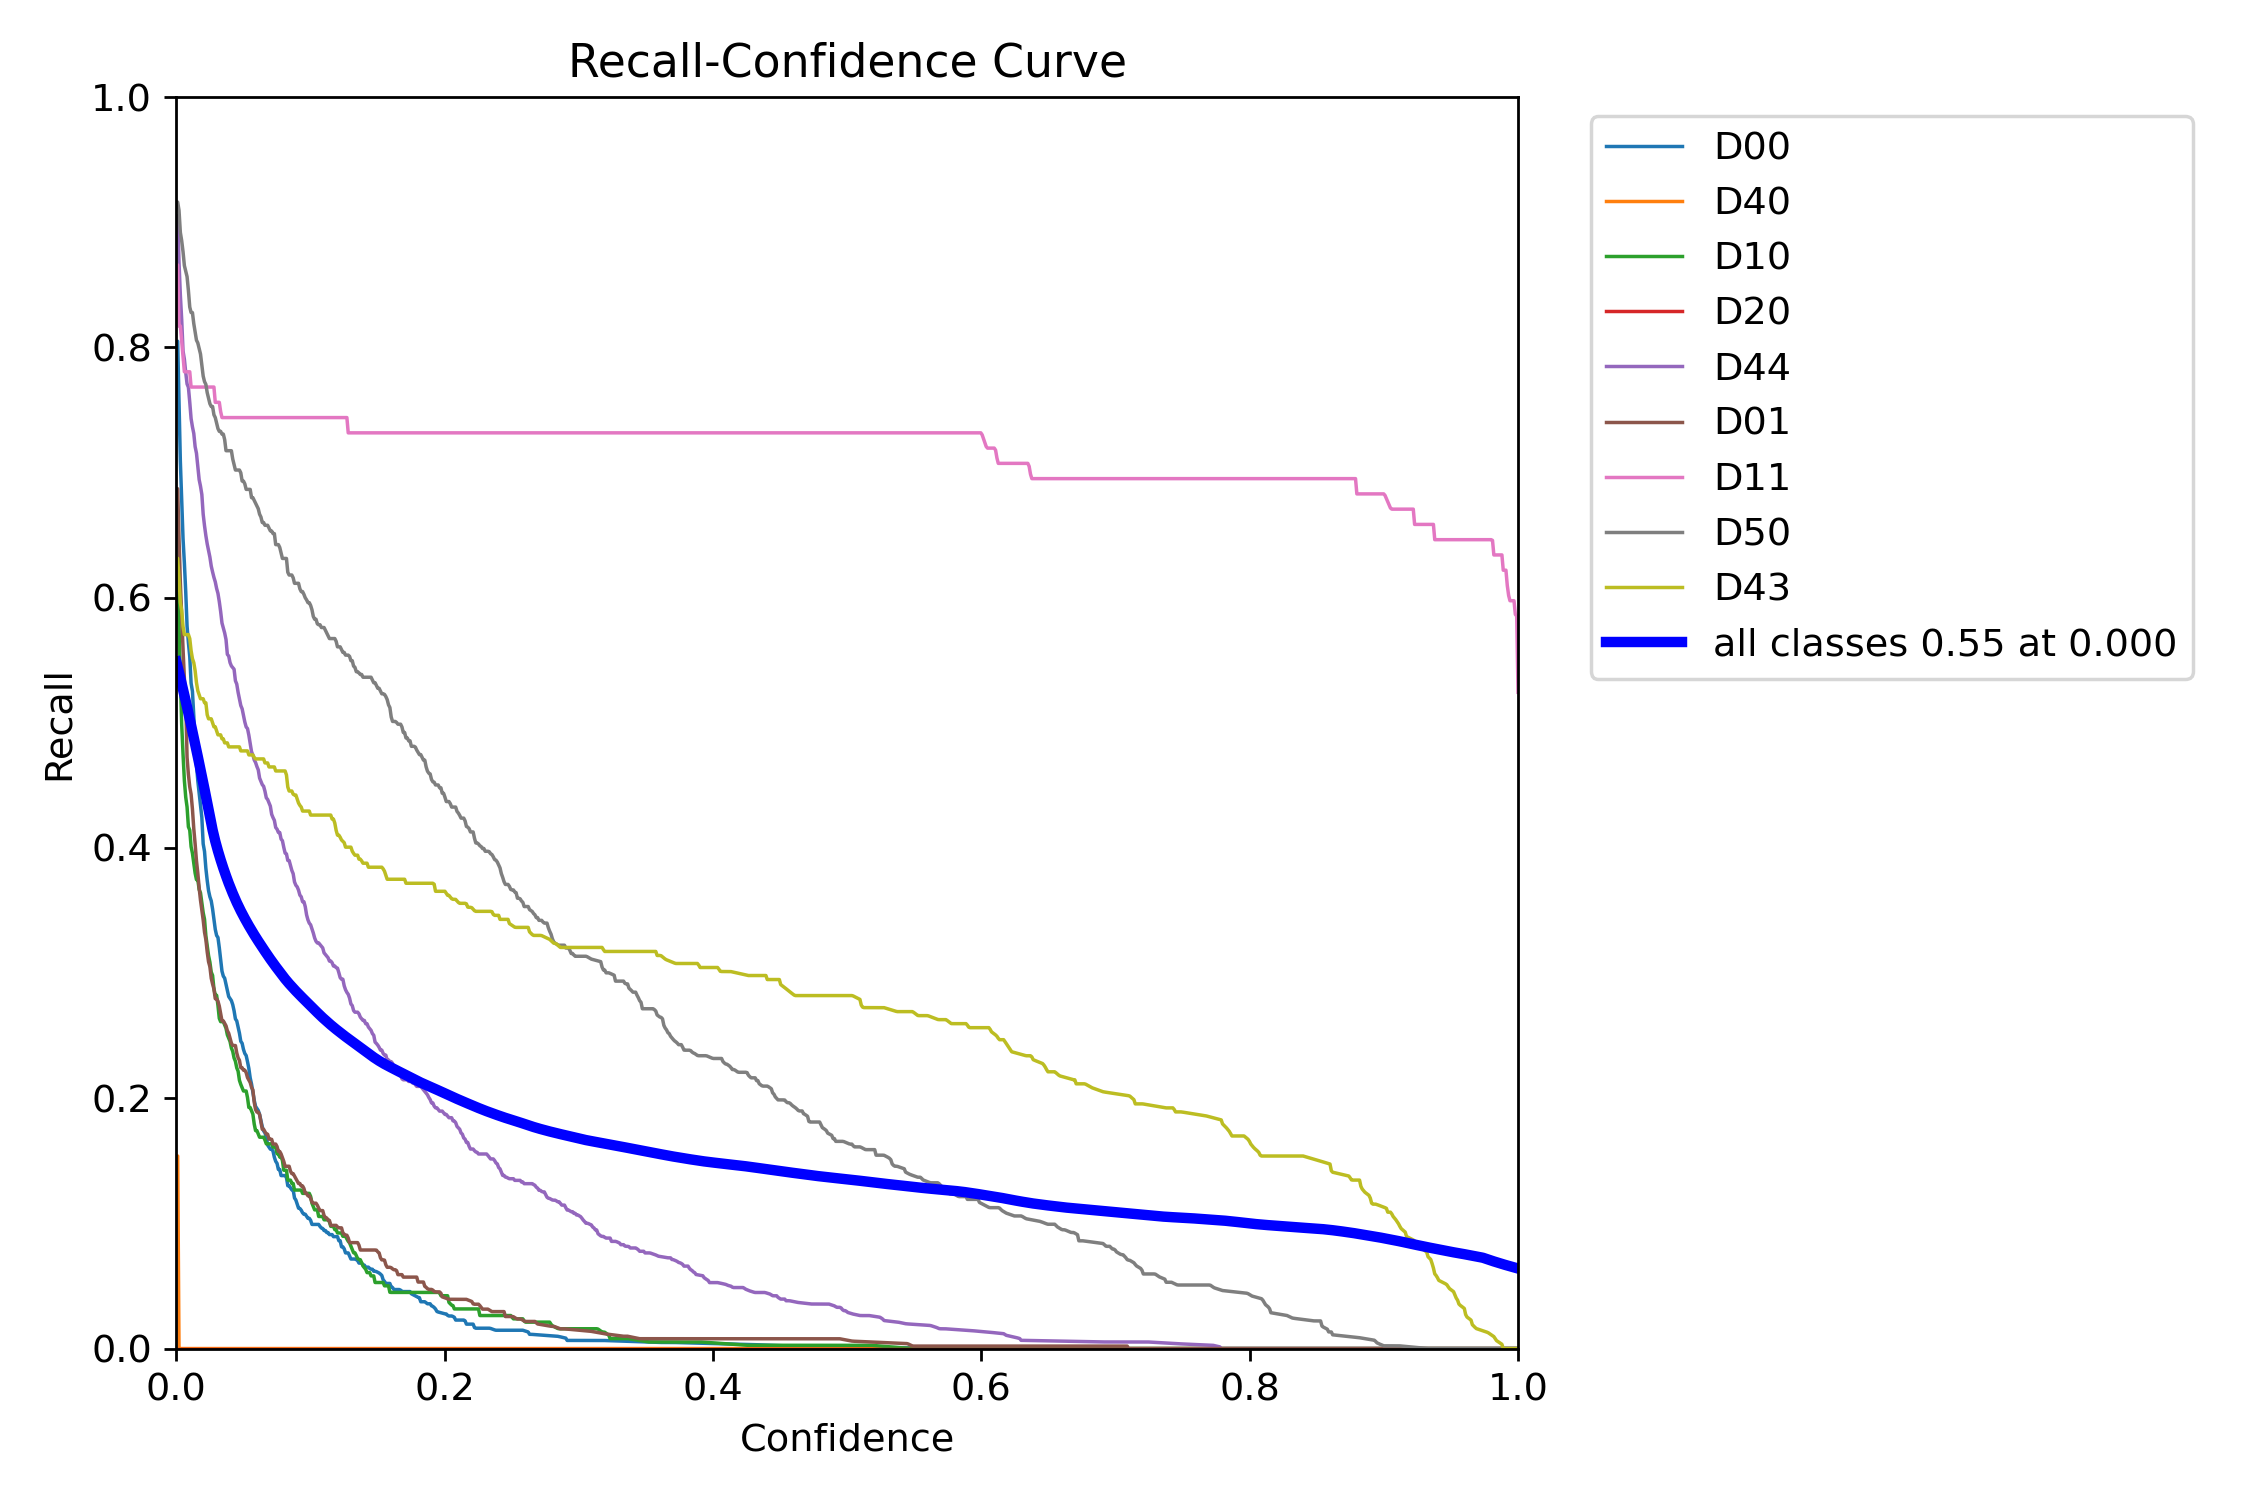 Recall-Confidence Curve
1.0
0.8
0.6
0.4
0.2
0.0
Recall
0.0 0.2 0.4 0.6 0.8 1.0
Confidence
D00
D40
D10
D20
D44
D01
D11
D50
D43
all classes 0.55 at 0.000